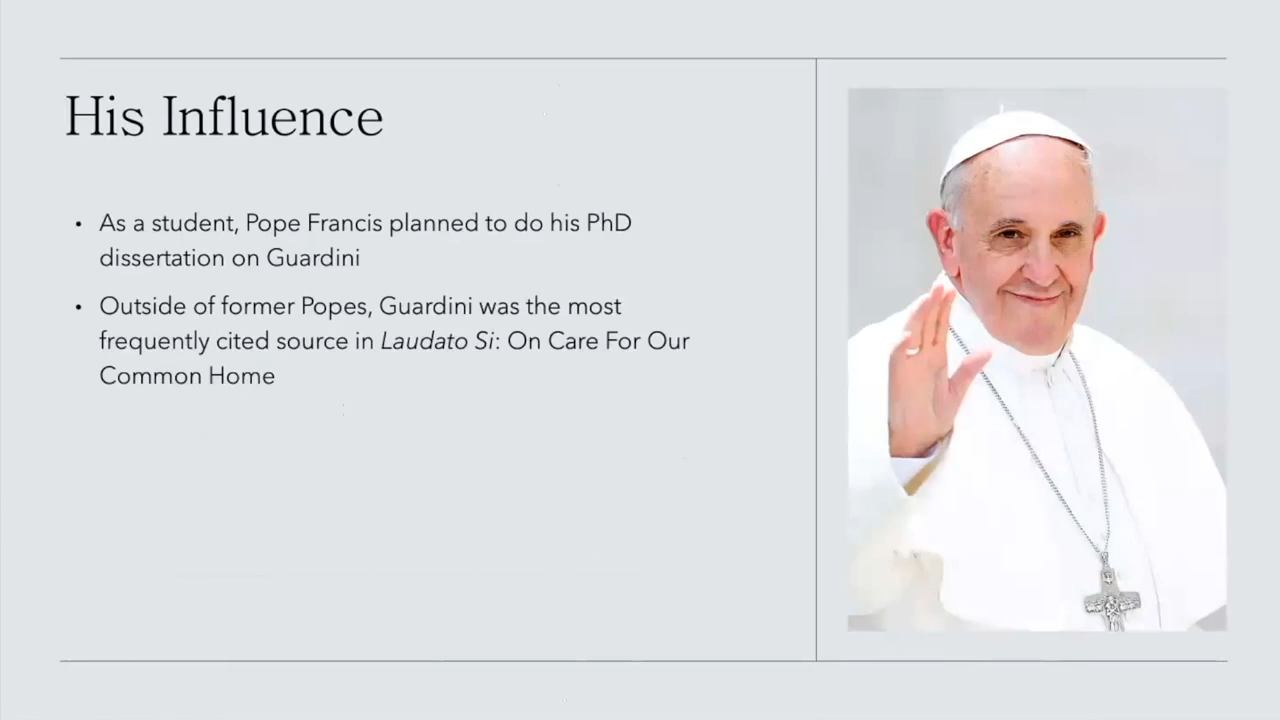 His Influence
• As a student, Pope Francis planned to do his PhD
dissertation on Guardini
• Outside of former Popes, Guardini was the most
frequently cited source in Laudato Si: On Care For Our
Common Home